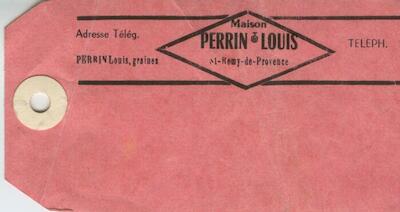 Maison
Adresse Télég.
PERRIN LOUIS
TELEPH.
PERRIN Louis, graines
St-Remy-de-Provence